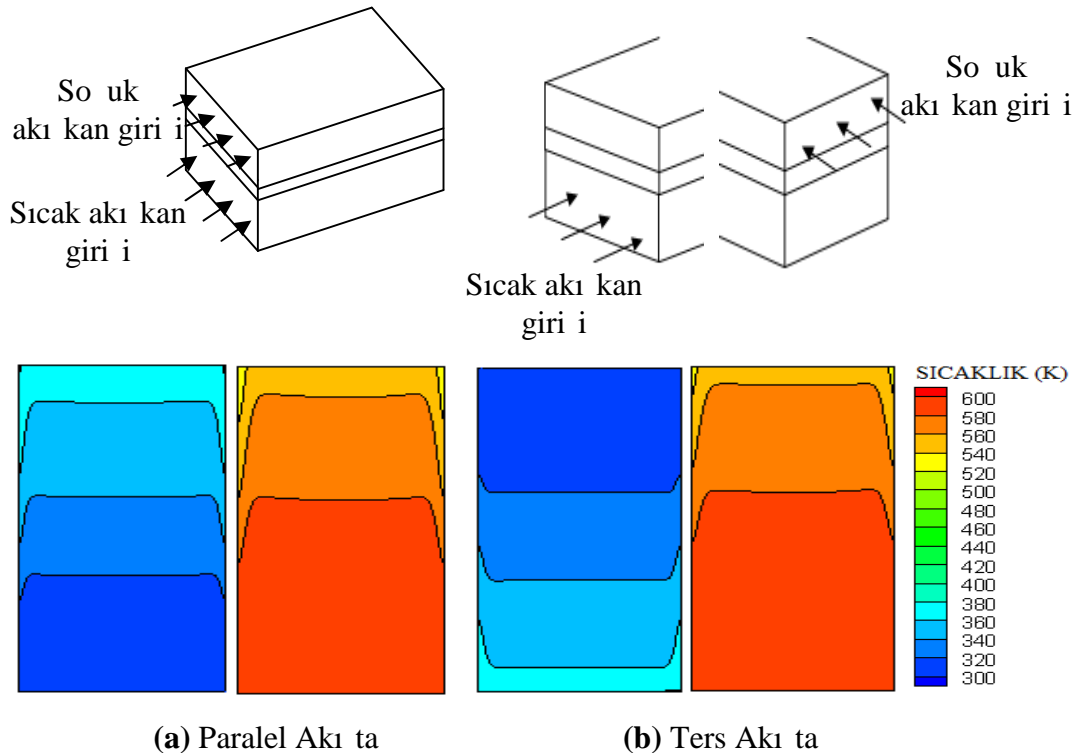 So uk
akı kan giri i
Sıcak akı kan
giri i
So uk
akı kan giri i
Sıcak akı kan
giri i
SICAKLIK (K)
600
580
560
540
520
500
480
460
440
420
400
380
360
340
320
300
(a) Paralel Akı ta
(b) Ters Akı ta